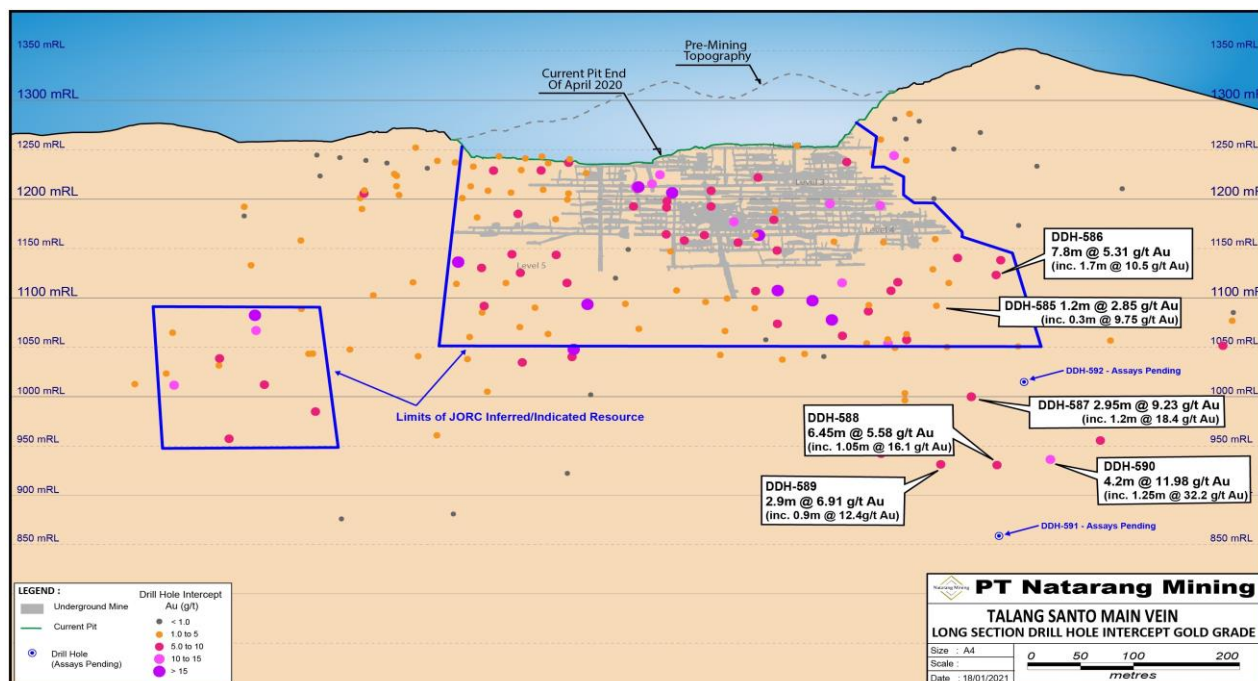 1350 mRL
1350 mRL
Pre-Mining
Topography
Current Pit End
Of April 2020
1300 mRL
1300 mRL
1250 mRL
1250 mRL
1200 mRL
1200 mRL
1150 mRL
1150 mRL
Level 5
DDH-586
7.8m @ 5.31 g/t Au
(inc. 1.7m @ 10.5 g/t Au)
1100 mRL
1100 mRL
DDH-585 1.2m @ 2.85 g/t Au
(inc. 0.3m @ 9.75 g/t Au)
1050 mRL
1050 mRL
DDH-592 - Assays Pending
1000 mRL
1000 mRL
Limits of JORC Inferred/Indicated Resource
DDH-587 2.95m @ 9.23 g/t Au
(inc. 1.2m @ 18.4 g/t Au)
DDH-588
6.45m @ 5.58 g/t Au
(inc. 1.05m @ 16.1 g/t Au)
950 mRL
950 mRL
DDH-590
4.2m @ 11.98 g/t Au
(inc. 1.25m @ 32.2 g/t Au)
DDH-589
2.9m @ 6.91 g/t Au
(inc. 0.9m @ 12.4g/t Au)
900 mRL
900 mRL
DDH-591 - Assays Pending
850 mRL
850 mRL
LEGEND :
Underground Mine
Current Pit
Drill Hole
(Assays Pending)
Drill Hole Intercept
Au (g/t)
< 1.0
1.0 to 5
5.0 to 10
10 to 15
> 15
Natarang Mining
PT Natarang Mining
TALANG SANTO MAIN VEIN
LONG SECTION DRILL HOLE INTERCEPT GOLD GRADE
Size : A4
Scale :
Date : 18/01/2021
0 50 100 200
metres